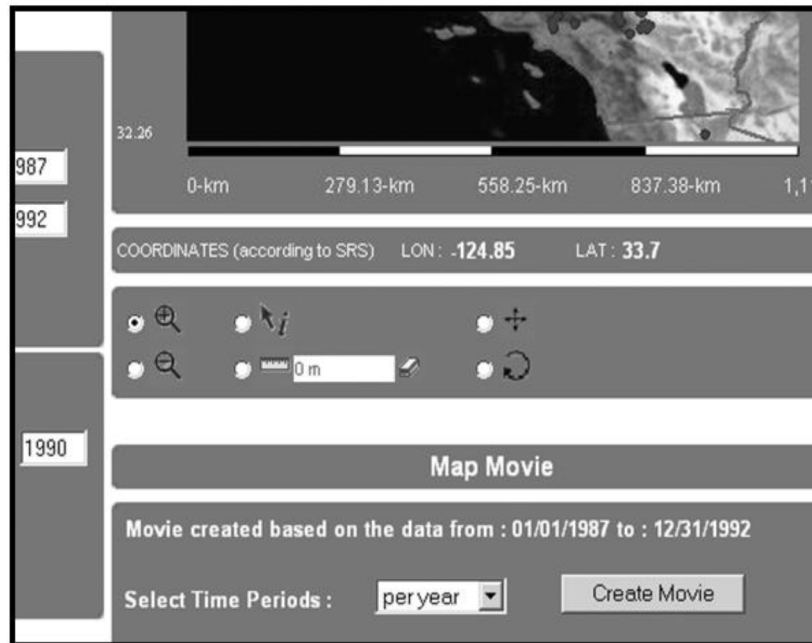 32.26
987
0-km 279.13-km 558.25-km 837.38-km
992
COORDINATES (according to SRS) LON : -124.85 LAT : 33.7
0 m
1990
Map Movie
Movie created based on the data from : 01/01/1987 to : 12/31/1992
Select Time Periods : per year Create Movie